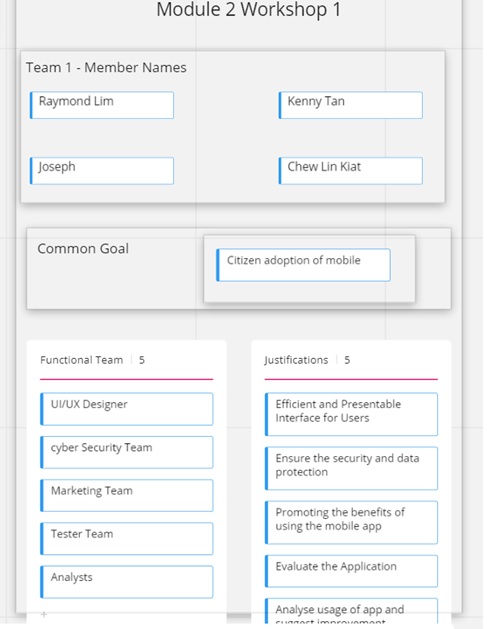 Module 2 Workshop 1
Team 1 - Member Names
Raymond Lim
Kenny Tan
Joseph
Chew Lin Kiat
Common Goal
Citizen adoption of mobile
Functional Team | 5
UI/UX Designer
cyber Security Team
Marketing Team
Tester Team
Analysts
+
Justifications | 5
Efficient and Presentable
Interface for Users
Ensure the security and data
protection
Promoting the benefits of
using the mobile app
Evaluate the Application
Analyse usage of app and
suggest improvement